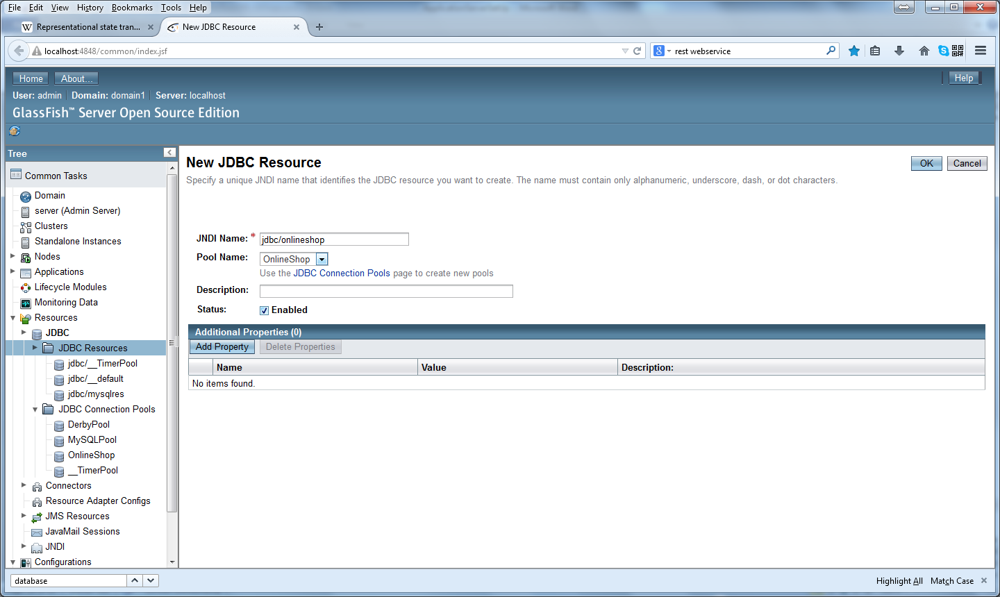 File Edit View History Bookmarks Tools Help
Representational state tran... New JDBC Resource
localhost:4848/common/index.jsf rest webservice
Home About... Help
User: admin Domain: domain1 Server: localhost
GlassFish™ Server Open Source Edition
Tree
Common Tasks
Domain
server (Admin Server)
Clusters
Standalone Instances
Nodes
Applications
Lifecycle Modules
Monitoring Data
Resources
JDBC
JDBC Resources
jdbc/__TimerPool
jdbc/__default
jdbc/mysqlres
JDBC Connection Pools
DerbyPool
MySQLPool
OnlineShop
__TimerPool
Connectors
Resource Adapter Configs
JMS Resources
JavaMail Sessions
JNDI
Configurations
New JDBC Resource
OK Cancel
Specify a unique JNDI name that identifies the JDBC resource you want to create. The name must contain only alphanumeric, underscore, dash, or dot characters.
JNDI Name: * jdbc/onlineshop
Pool Name: OnlineShop
Use the JDBC Connection Pools page to create new pools
Description:
Status: Enabled
Additional Properties (0)
Add Property Delete Properties
Name Value Description:
No items found.
database Highlight All Match Case